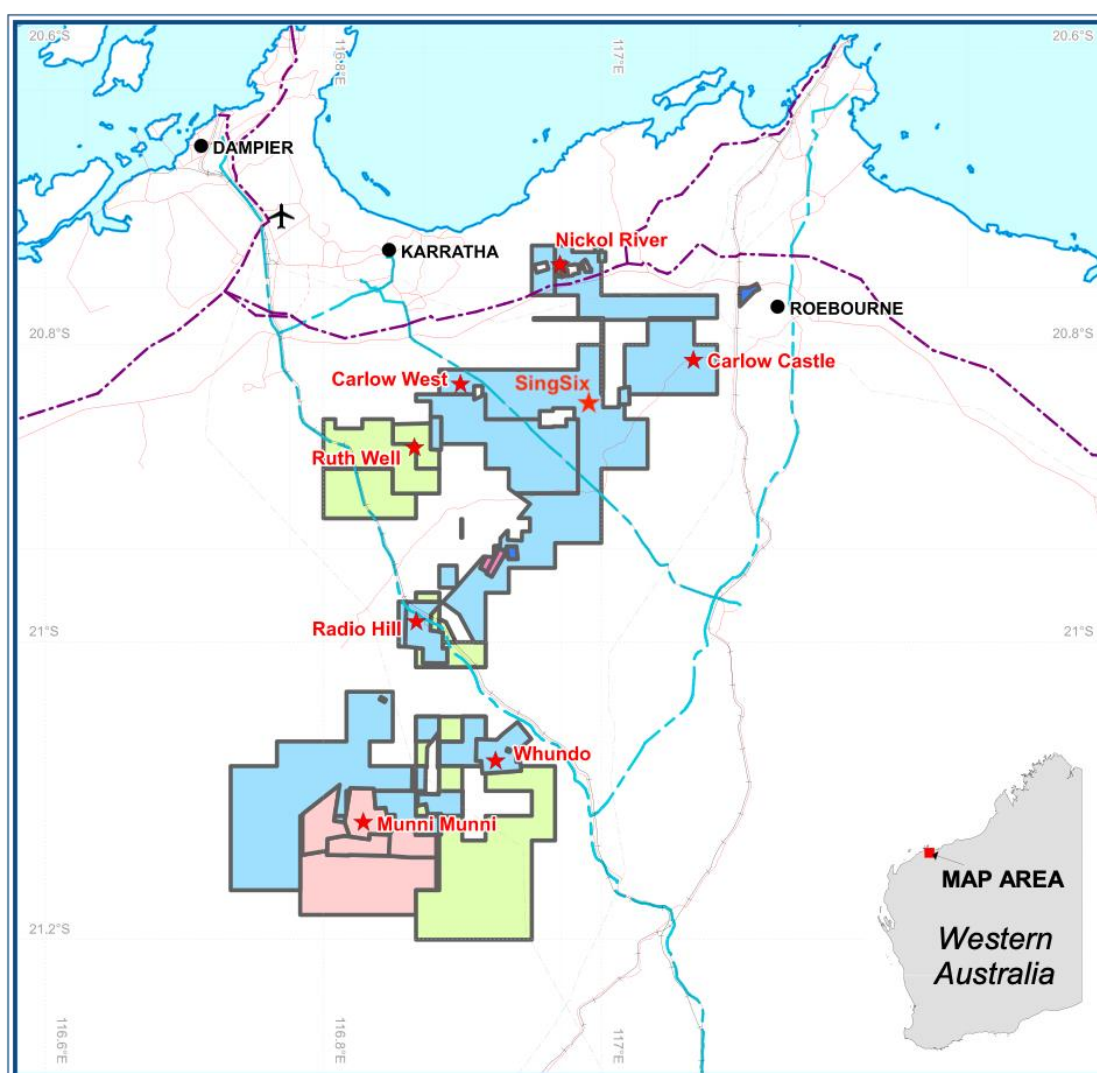 20.6°S
116.8°E
117°E
20.6°S
DAMPIER
KARRATHA
Nickol River
ROEBOURNE
20.8°S
20.8°S
Carlow Castle
Carlow West
SingSix
Ruth Well
Radio Hill
21°S
21°S
Whundo
Munni Munni
MAP AREA
Western
Australia
21.2°S
116.6°E
116.8°E
117°E